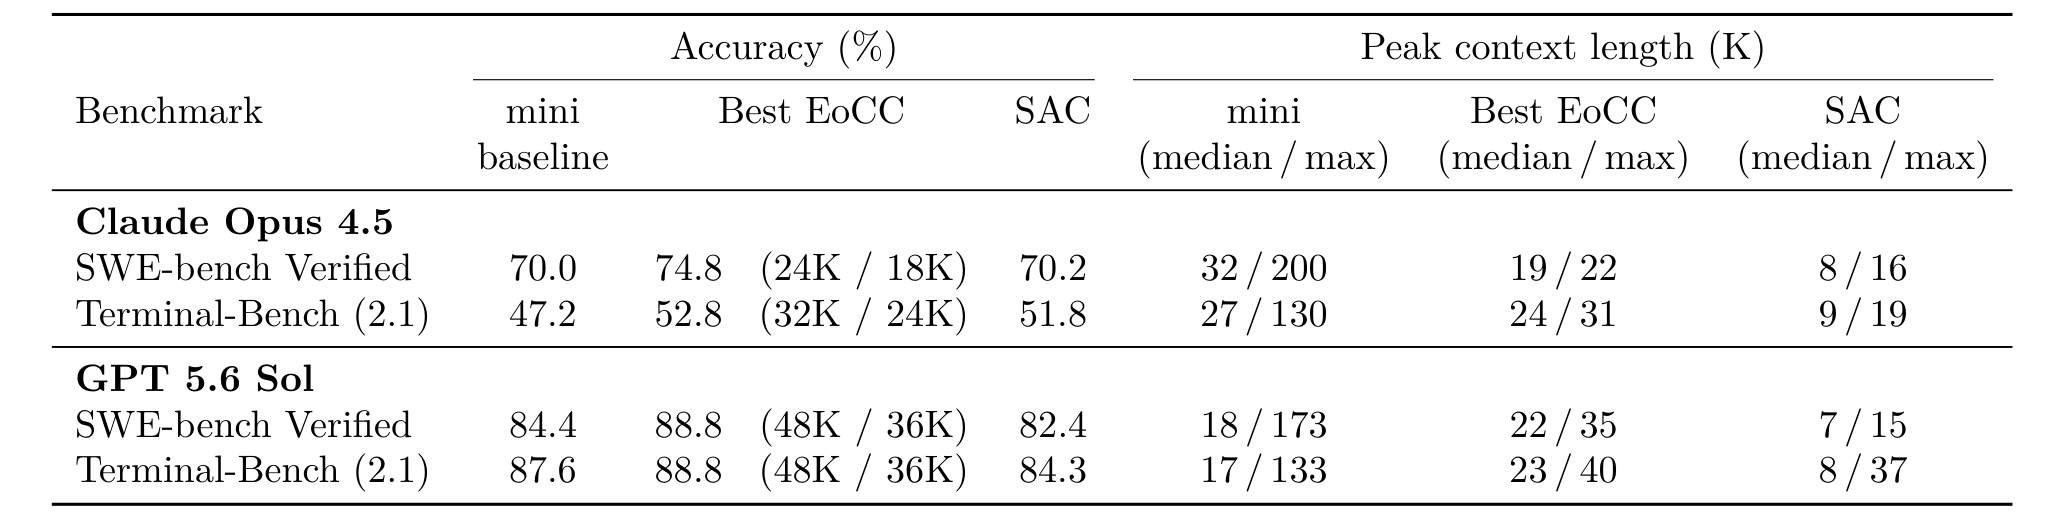 Accuracy (%) Peak context length (K)
Benchmark mini Best EoCC SAC mini Best EoCC SAC
baseline (median / max) (median / max) (median / max)
Claude Opus 4.5
SWE-bench Verified 70.0 74.8 (24K / 18K) 70.2 32 / 200 19 / 22 8 / 16
Terminal-Bench (2.1) 47.2 52.8 (32K / 24K) 51.8 27 / 130 24 / 31 9 / 19
GPT 5.6 Sol
SWE-bench Verified 84.4 88.8 (48K / 36K) 82.4 18 / 173 22 / 35 7 / 15
Terminal-Bench (2.1) 87.6 88.8 (48K / 36K) 84.3 17 / 133 23 / 40 8 / 37